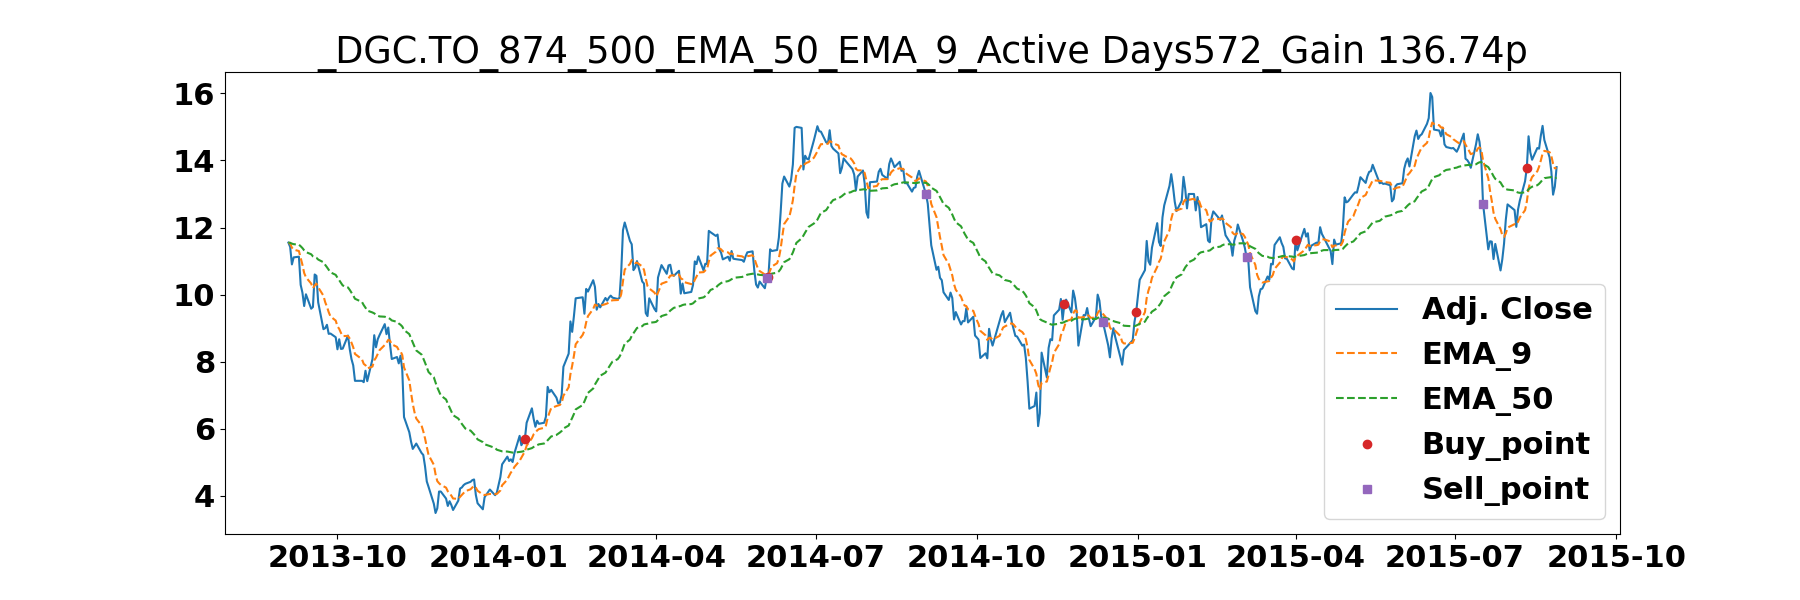 _DGC.TO_874_500_EMA_50_EMA_9_Active Days572_Gain 136.74p
16
14
12
10
8
6
4
Adj. Close
EMA_9
EMA_50
Buy_point
Sell_point
2013-10 2014-01 2014-04 2014-07 2014-10 2015-01 2015-04 2015-07 2015-10